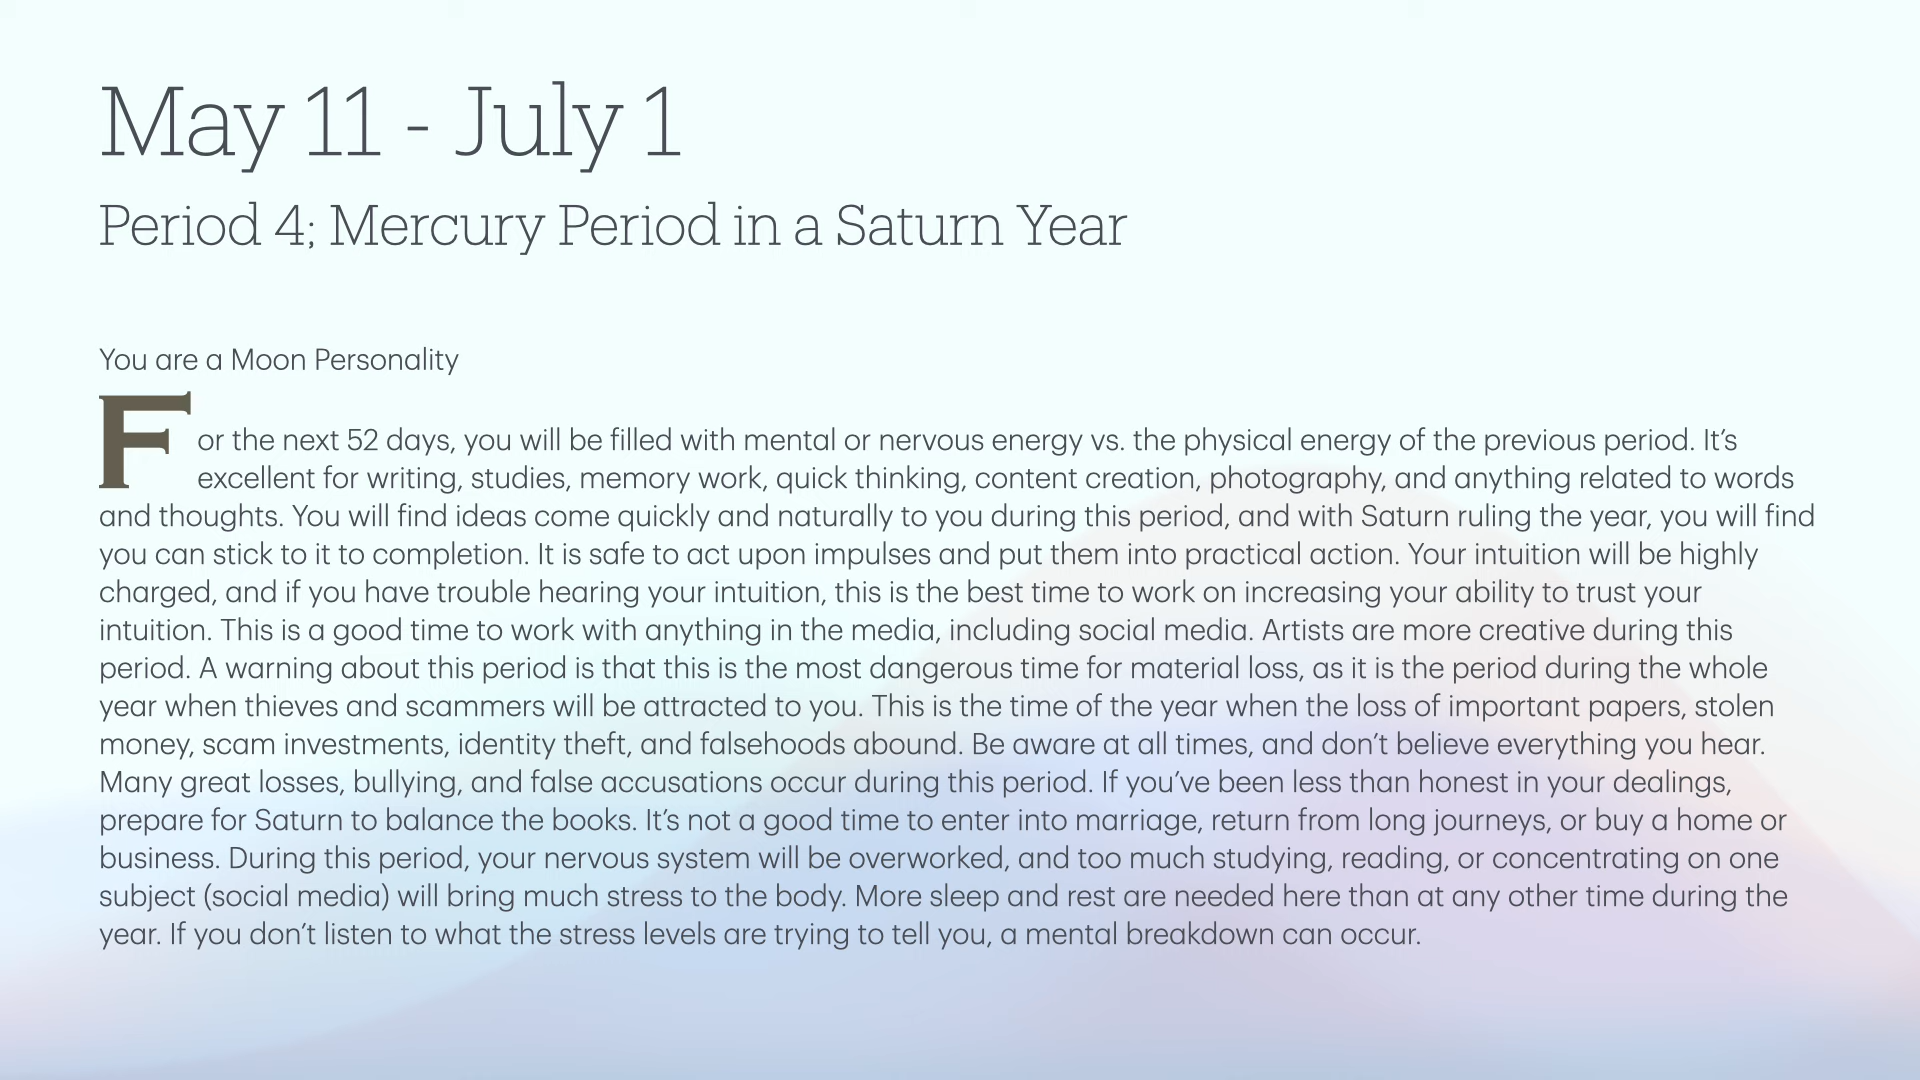 May 11 - July 1
Period 4; Mercury Period in a Saturn Year
You are a Moon Personality
For the next 52 days, you will be filled with mental or nervous energy vs. the physical energy of the previous period. It’s
excellent for writing, studies, memory work, quick thinking, content creation, photography, and anything related to words
and thoughts. You will find ideas come quickly and naturally to you during this period, and with Saturn ruling the year, you will find
you can stick to it to completion. It is safe to act upon impulses and put them into practical action. Your intuition will be highly
charged, and if you have trouble hearing your intuition, this is the best time to work on increasing your ability to trust your
intuition. This is a good time to work with anything in the media, including social media. Artists are more creative during this
period. A warning about this period is that this is the most dangerous time for material loss, as it is the period during the whole
year when thieves and scammers will be attracted to you. This is the time of the year when the loss of important papers, stolen
money, scam investments, identity theft, and falsehoods abound. Be aware at all times, and don’t believe everything you hear.
Many great losses, bullying, and false accusations occur during this period. If you’ve been less than honest in your dealings,
prepare for Saturn to balance the books. It’s not a good time to enter into marriage, return from long journeys, or buy a home or
business. During this period, your nervous system will be overworked, and too much studying, reading, or concentrating on one
subject (social media) will bring much stress to the body. More sleep and rest are needed here than at any other time during the
year. If you don’t listen to what the stress levels are trying to tell you, a mental breakdown can occur.